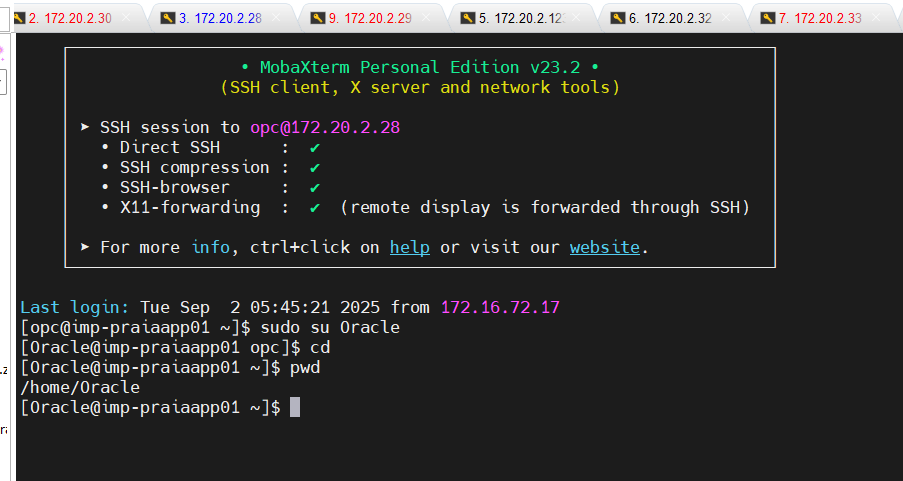 2. 172.20.2.30 3. 172.20.2.28 9. 172.20.2.29 5. 172.20.2.12 6. 172.20.2.32 7. 172.20.2.33
• MobaXterm Personal Edition v23.2 •
(SSH client, X server and network tools)
➤ SSH session to opc@172.20.2.28
• Direct SSH : ✔
• SSH compression : ✔
• SSH-browser : ✔
• X11-forwarding : ✔ (remote display is forwarded through SSH)
➤ For more info, ctrl+click on help or visit our website.
Last login: Tue Sep 2 05:45:21 2025 from 172.16.72.17
[opc@imp-praiaapp01 ~]$ sudo su Oracle
[Oracle@imp-praiaapp01 opc]$ cd
[Oracle@imp-praiaapp01 ~]$ pwd
/home/Oracle
[Oracle@imp-praiaapp01 ~]$